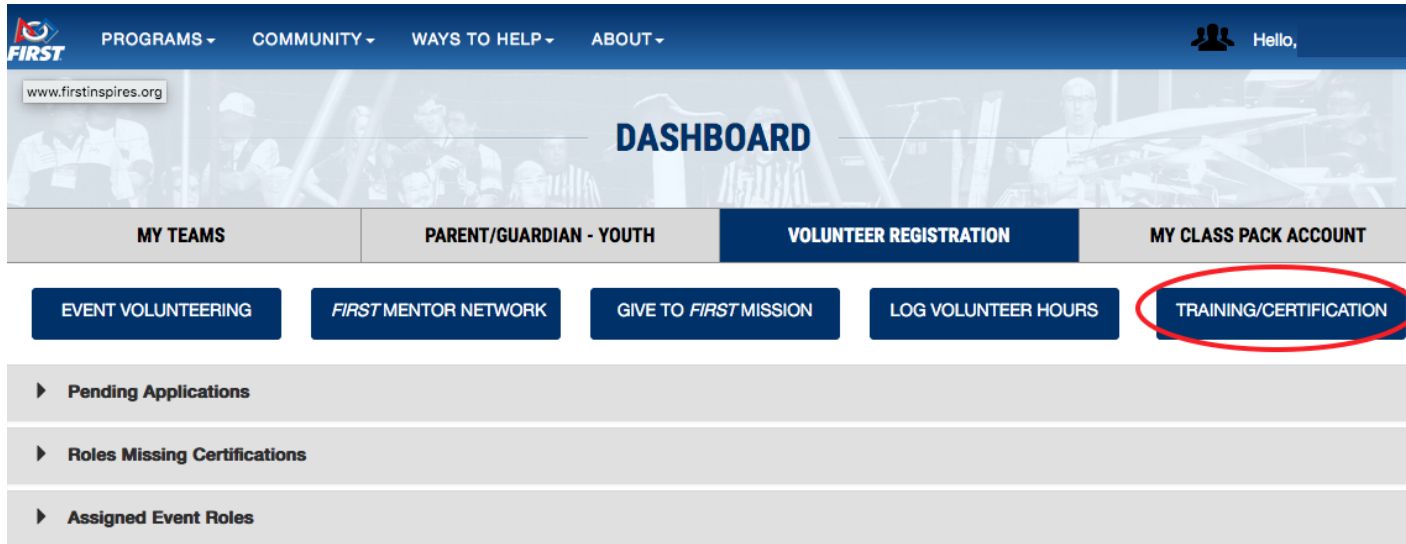 FIRST PROGRAMS COMMUNITY WAYS TO HELP ABOUT Hello,
www.firstinspires.org
DASHBOARD
MY TEAMS PARENT/GUARDIAN - YOUTH VOLUNTEER REGISTRATION MY CLASS PACK ACCOUNT
EVENT VOLUNTEERING FIRST MENTOR NETWORK GIVE TO FIRST MISSION LOG VOLUNTEER HOURS TRAINING/CERTIFICATION
Pending Applications
Roles Missing Certifications
Assigned Event Roles